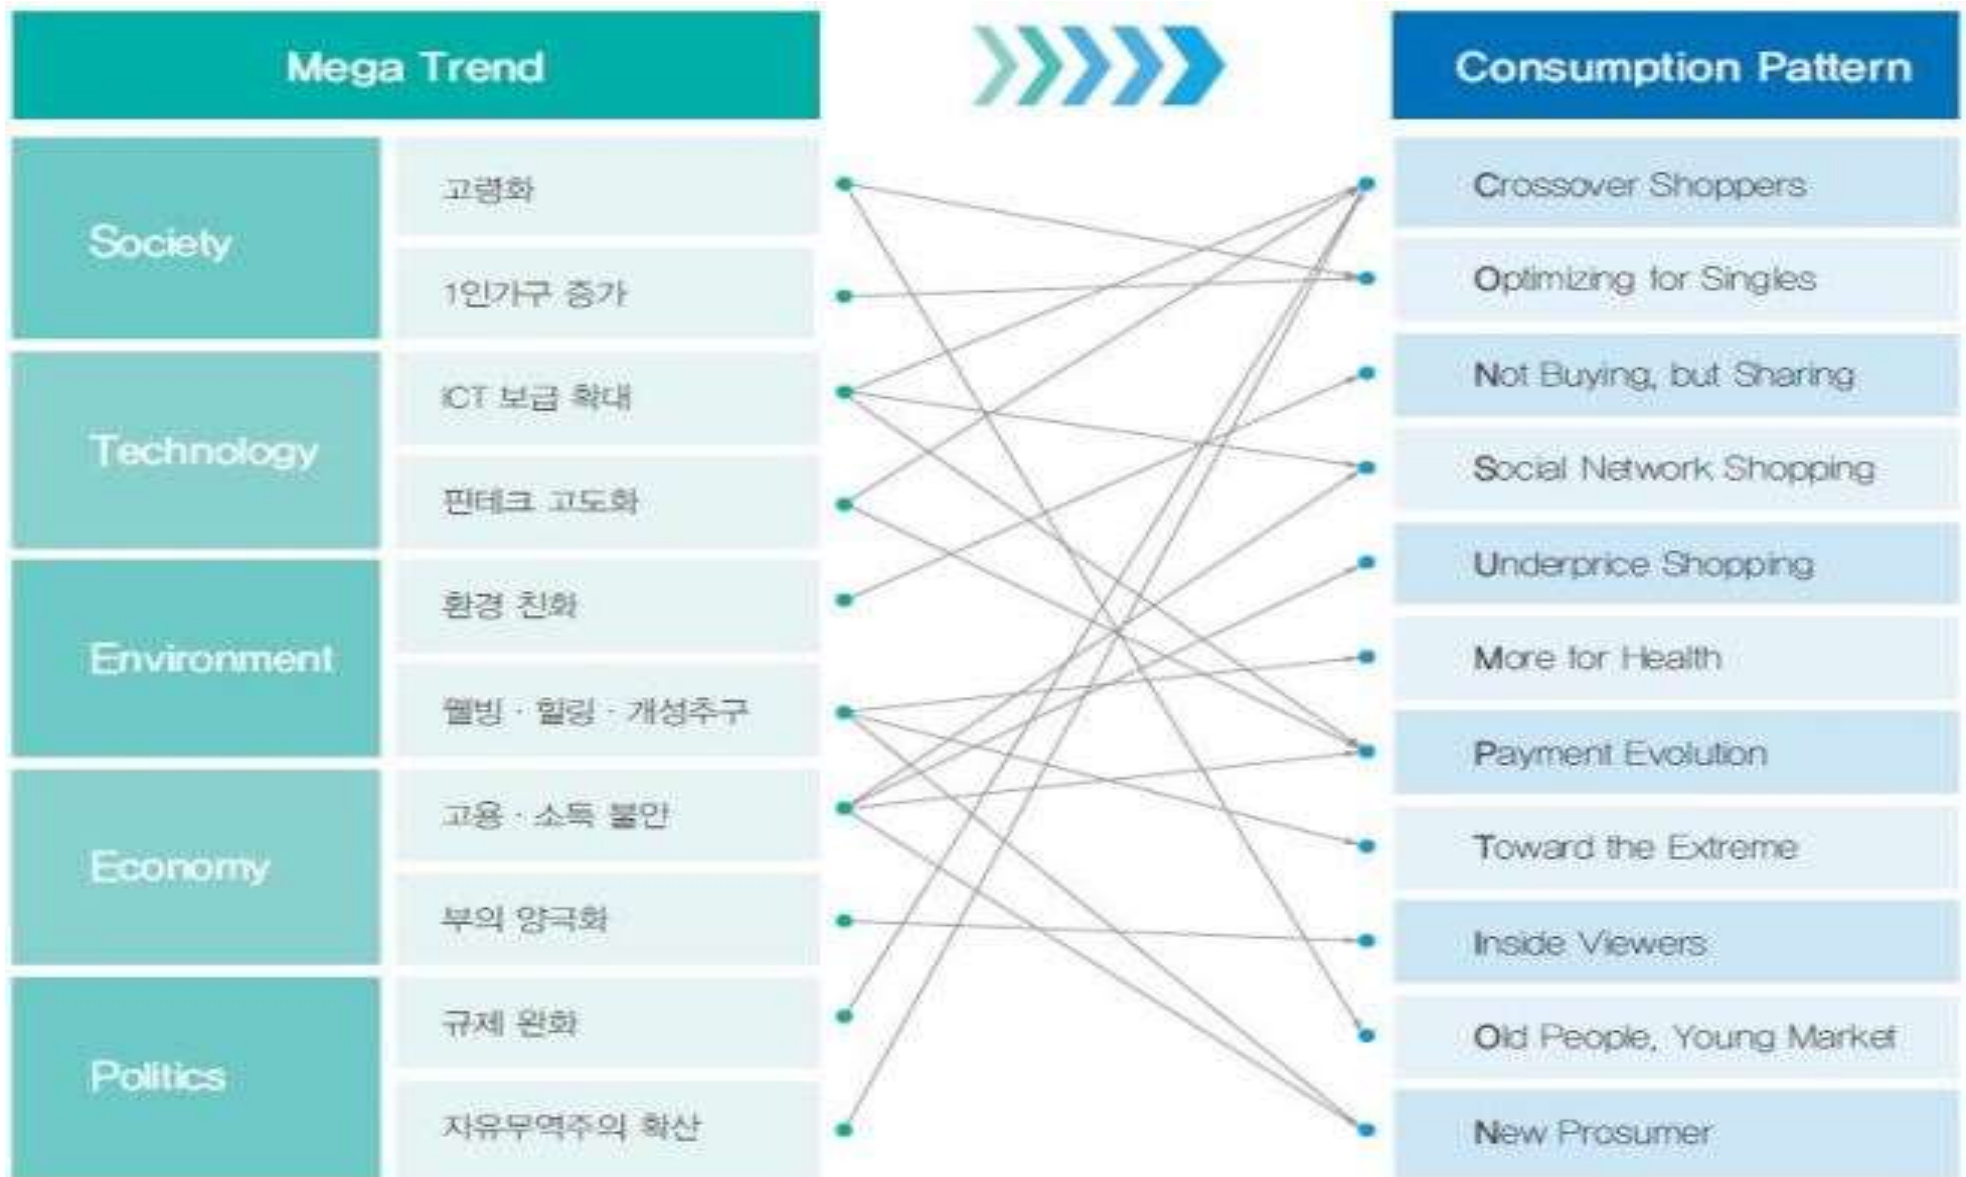 Mega Trend
Consumption Pattern
Society
고령화
1인가구 증가
Technology
ICT 보급 확대
핀테크 고도화
Environment
환경 친화
웰빙 · 힐링 · 개성추구
Economy
고용 · 소득 불안
부의 양극화
Politics
규제 완화
자유무역주의 확산
Crossover Shoppers
Optimizing for Singles
Not Buying, but Sharing
Social Network Shopping
Underprice Shopping
More for Health
Payment Evolution
Toward the Extreme
Inside Viewers
Old People, Young Market
New Prosumer